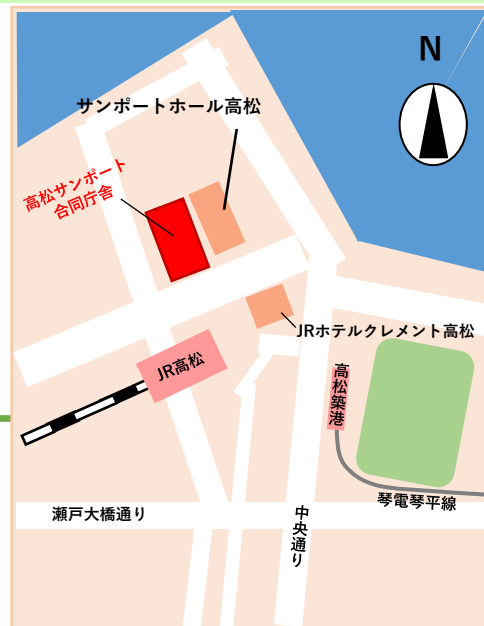 N
サンポートホール高松
高松サンポート
合同庁舎
JRホテルクレメント高松
JR高松
高松築港
琴電琴平線
瀬戸大橋通り
中央通り